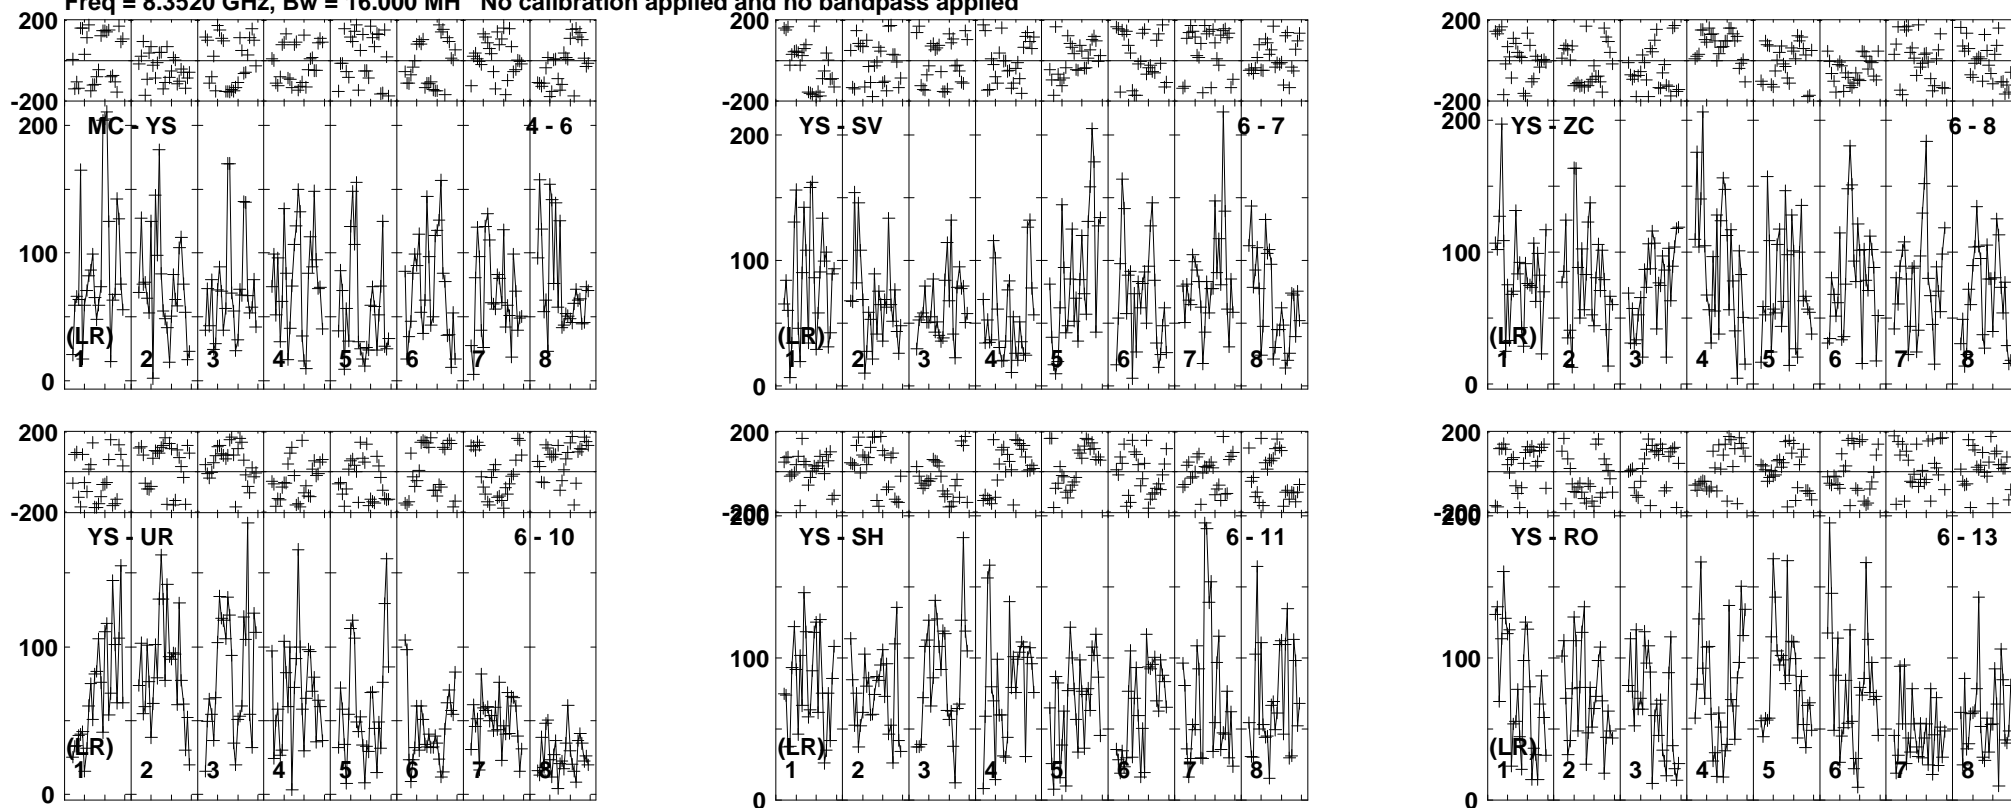 Freq = 8.3520 GHz, Bw = 16.000 MH   No calibration applied and no bandpass applied
200
-200
200
MC - YS
4 - 6
100
(LR)
1 2 3 4 5 6 7 8
0
200
-200
200
YS - SV
6 - 7
100
(LR)
1 2 3 4 5 6 7 8
0
200
-200
200
YS - ZC
6 - 8
100
(LR)
1 2 3 4 5 6 7 8
0
200
-200
YS - UR
6 - 10
100
(LR)
1 2 3 4 5 6 7 8
0
200
-200
200
YS - SH
6 - 11
100
(LR)
1 2 3 4 5 6 7 8
0
200
-200
200
YS - RO
6 - 13
100
(LR)
1 2 3 4 5 6 7 8
0